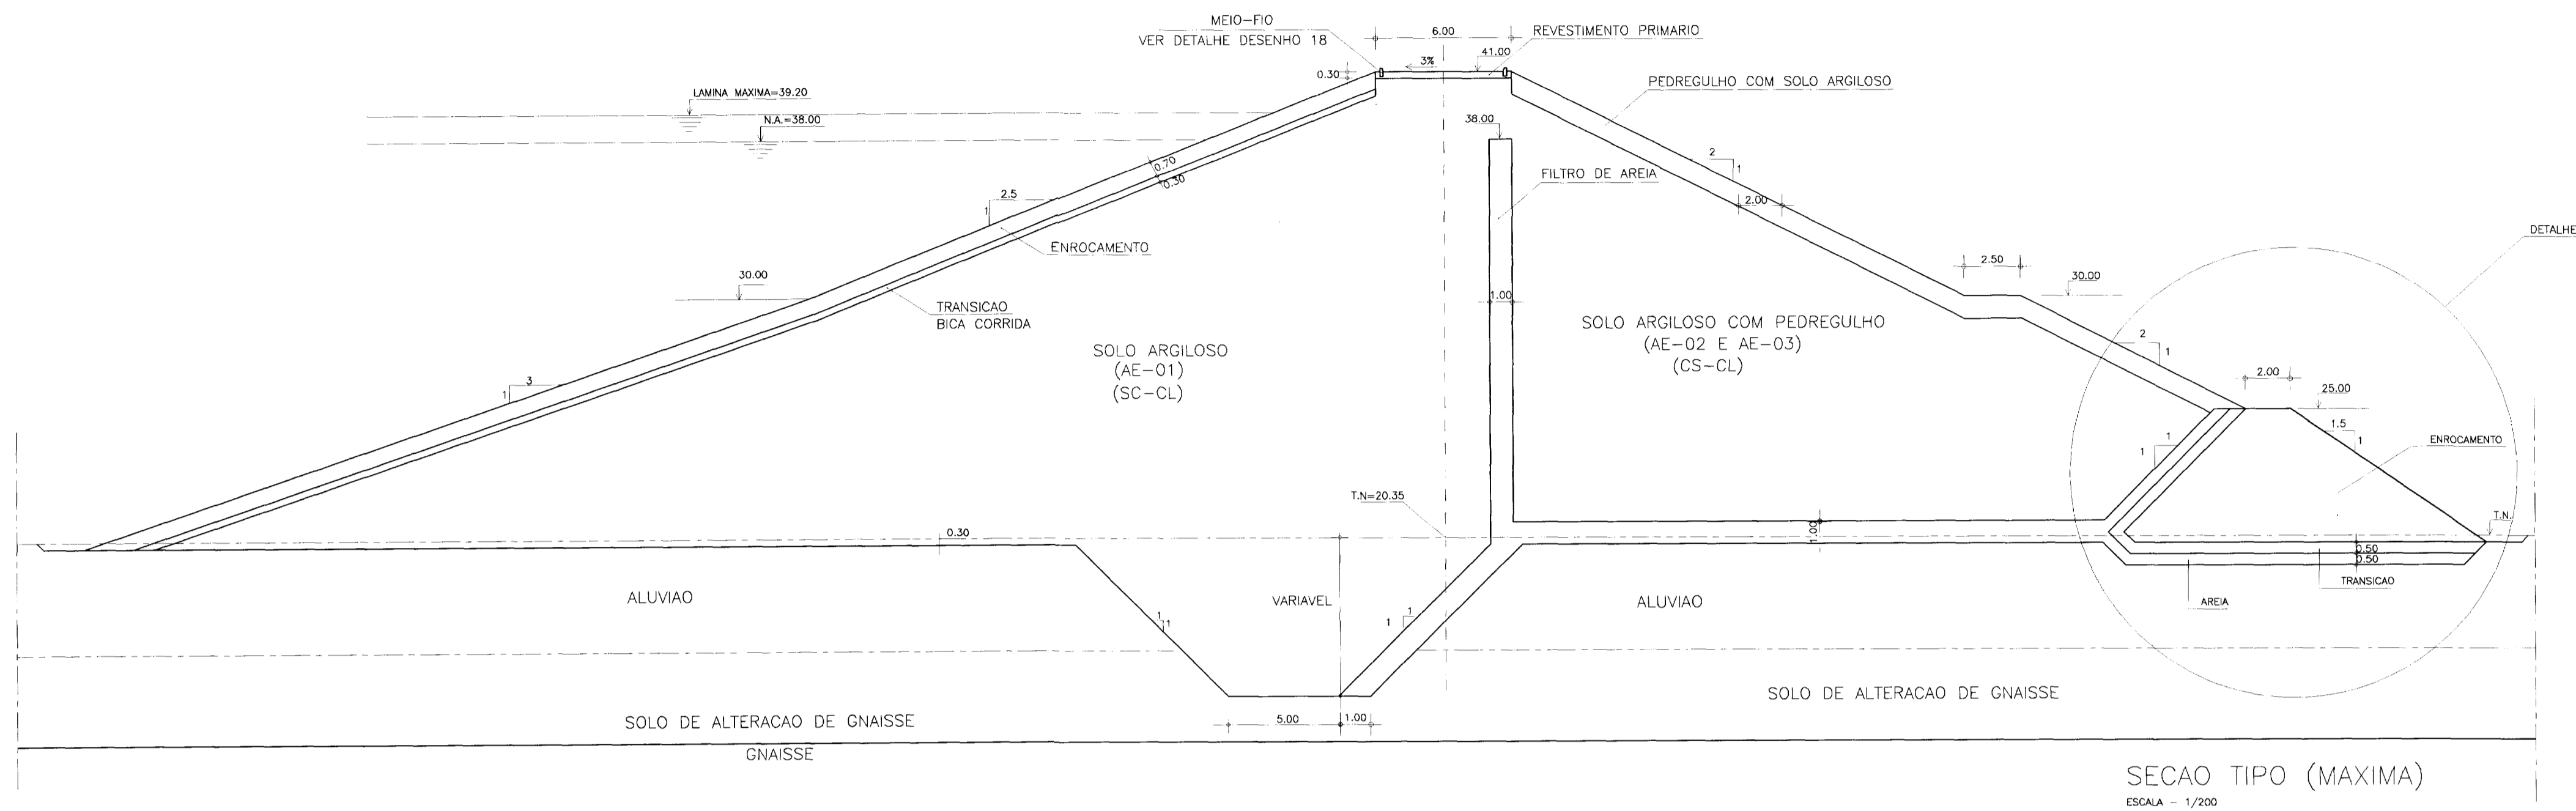 MEIO-FIO
VER DETALHE DESENHO 18
6.00
REVESTIMENTO PRIMARIO
41.00
3%
0.30
PEDREGULHO COM SOLO ARGILOSO
LAMINA MAXIMA=39.20
N.A.=38.00
38.00
0.70
0.30
FILTRO DE AREIA
2
1
2.00
2.5
1
ENROCAMENTO
DETALHE
2.50
30.00
30.00
TRANSICAO
BICA CORRIDA
1.00
SOLO ARGILOSO COM PEDREGULHO
(AE-02 E AE-03)
(CS-CL)
SOLO ARGILOSO
(AE-01)
(SC-CL)
2
1
2.00
25.00
3
1
1.5
1
ENROCAMENTO
1
1
T.N=20.35
T.N.
0.30
1.00
0.50
0.50
TRANSICAO
AREIA
ALUVIAO
VARIAVEL
ALUVIAO
1
1
1
1
SOLO DE ALTERACAO DE GNAISSE
SOLO DE ALTERACAO DE GNAISSE
5.00
1.00
GNAISSE
SECAO TIPO (MAXIMA)
ESCALA - 1/200